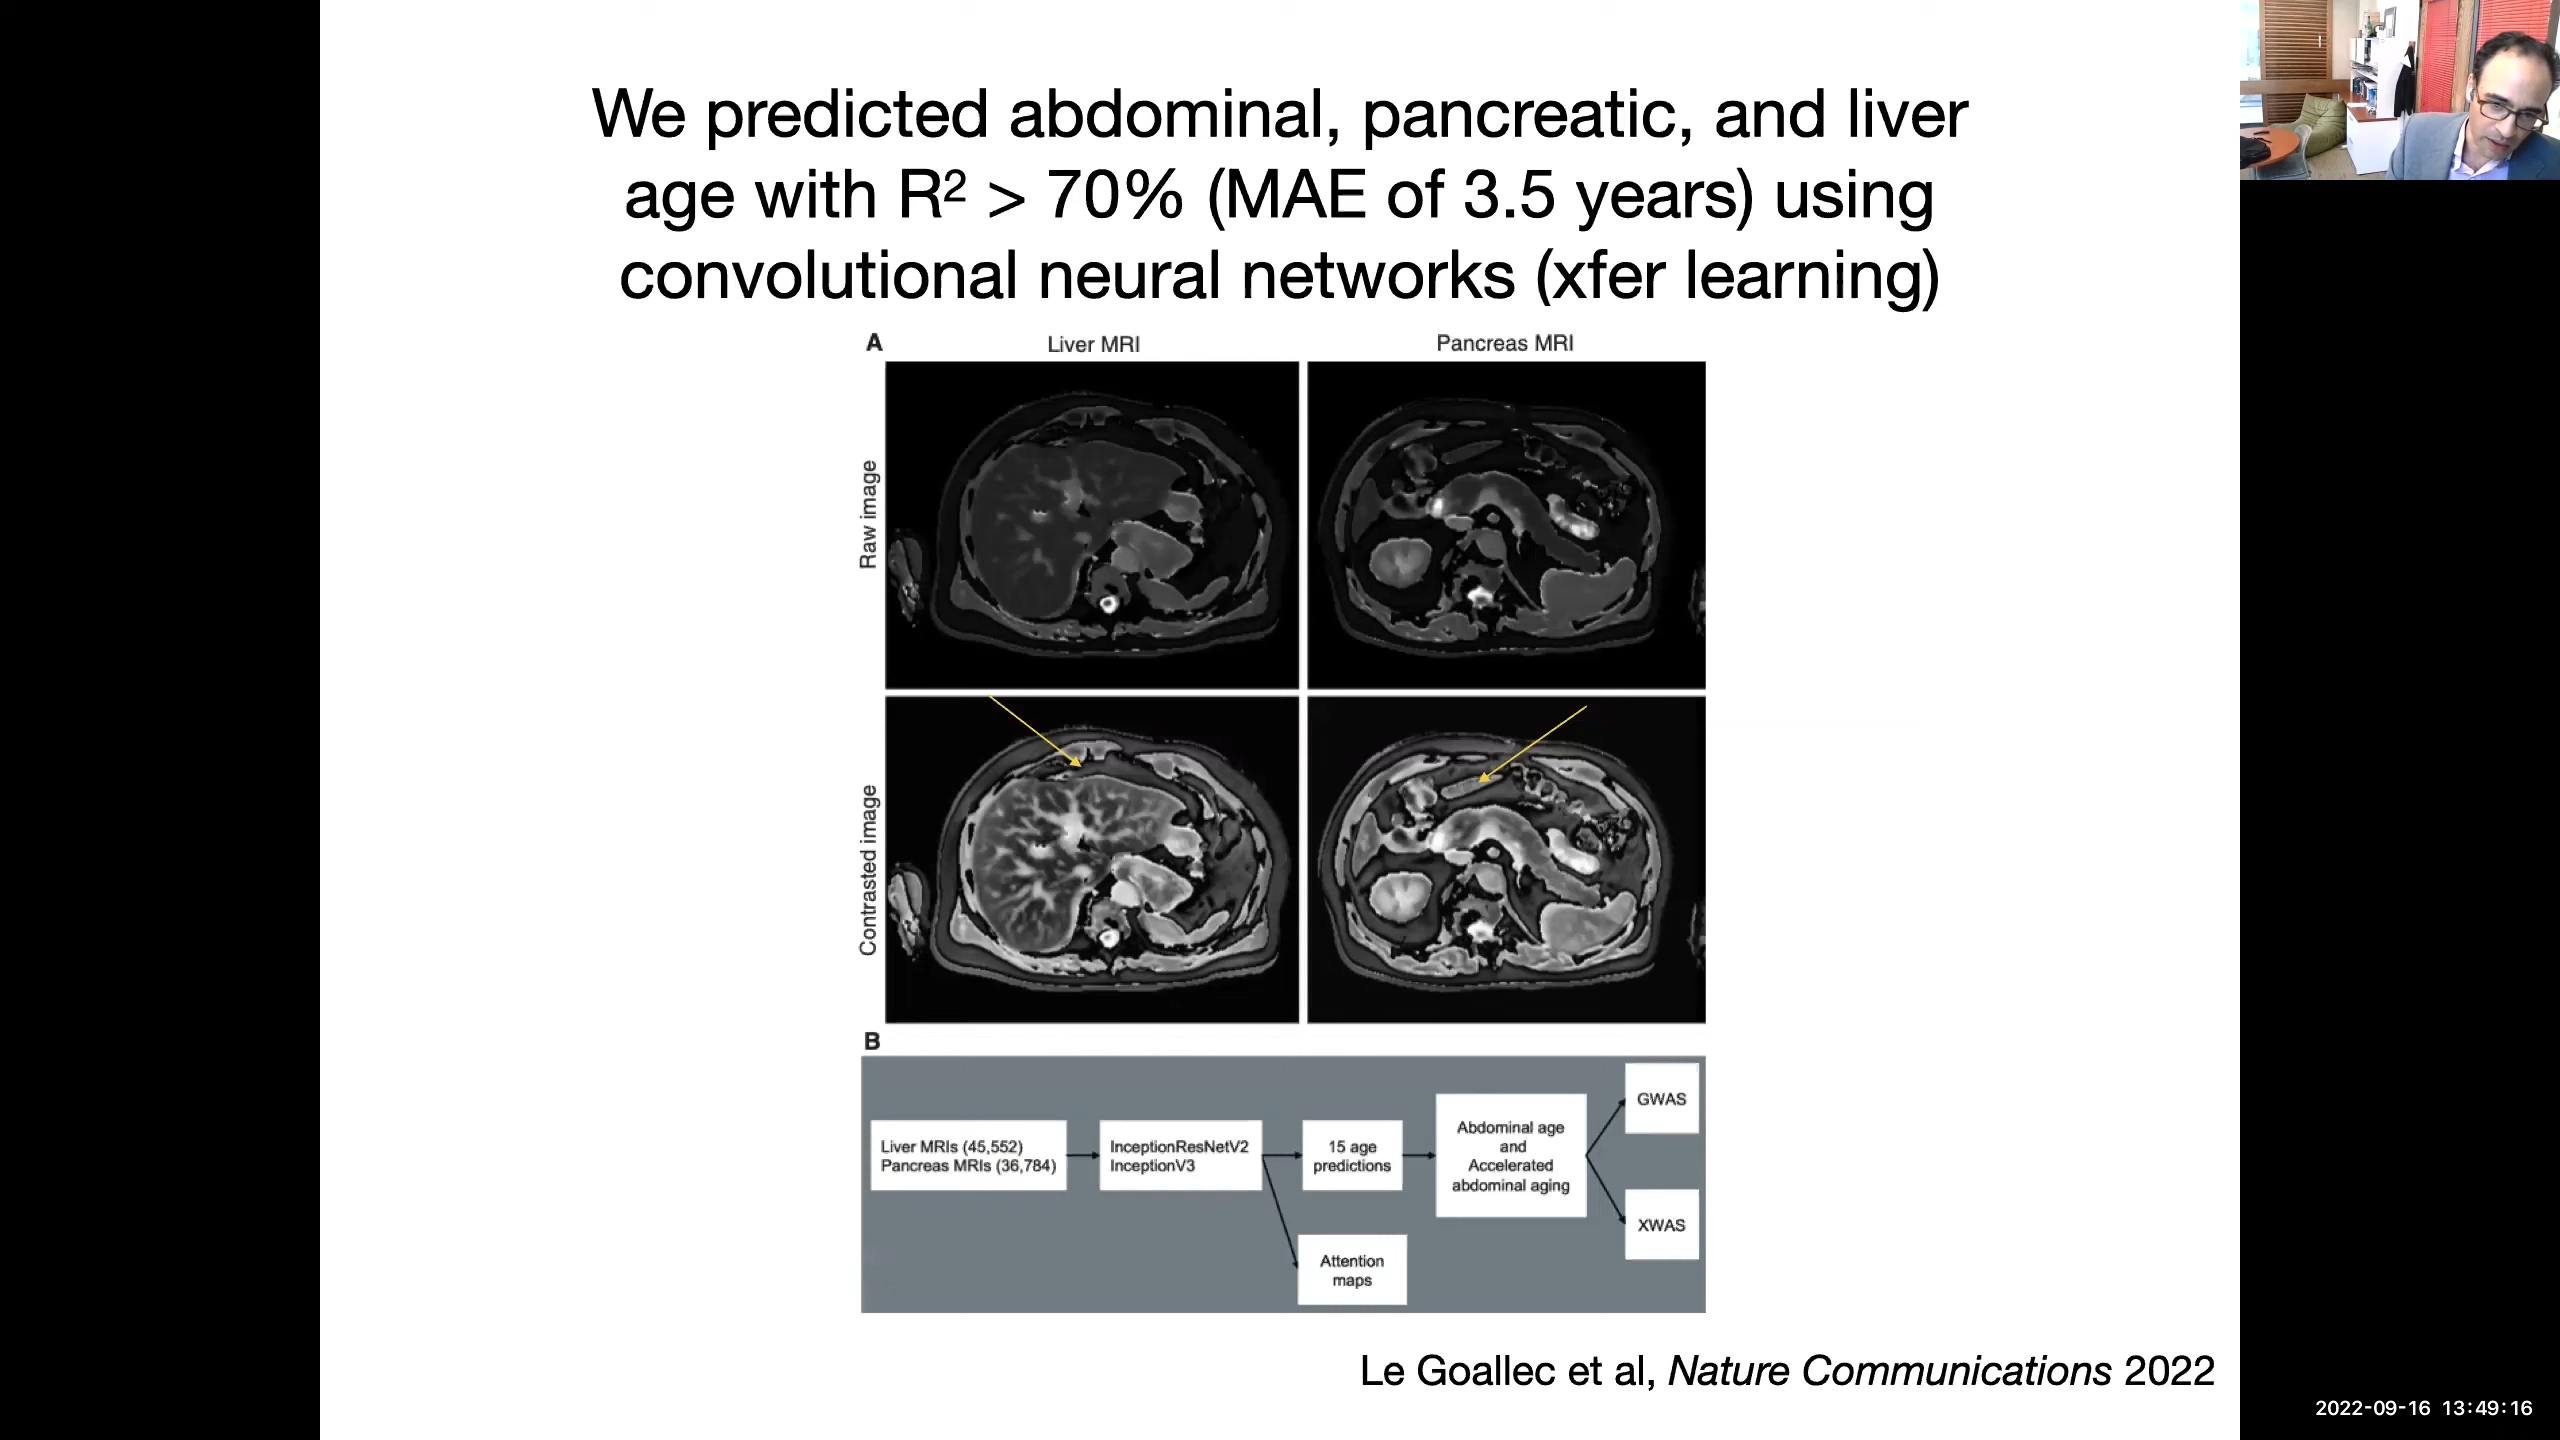 We predicted abdominal, pancreatic, and liver
age with R² > 70% (MAE of 3.5 years) using
convolutional neural networks (xfer learning)
A
Liver MRI
Pancreas MRI
Raw image
Contrasted image
B
Liver MRIs (45,552)
Pancreas MRIs (36,784)
InceptionResNetV2
InceptionV3
15 age
predictions
Attention
maps
Abdominal age
and
Accelerated
abdominal aging
GWAS
XWAS
Le Goallec et al, Nature Communications 2022
2022-09-16 13:49:16